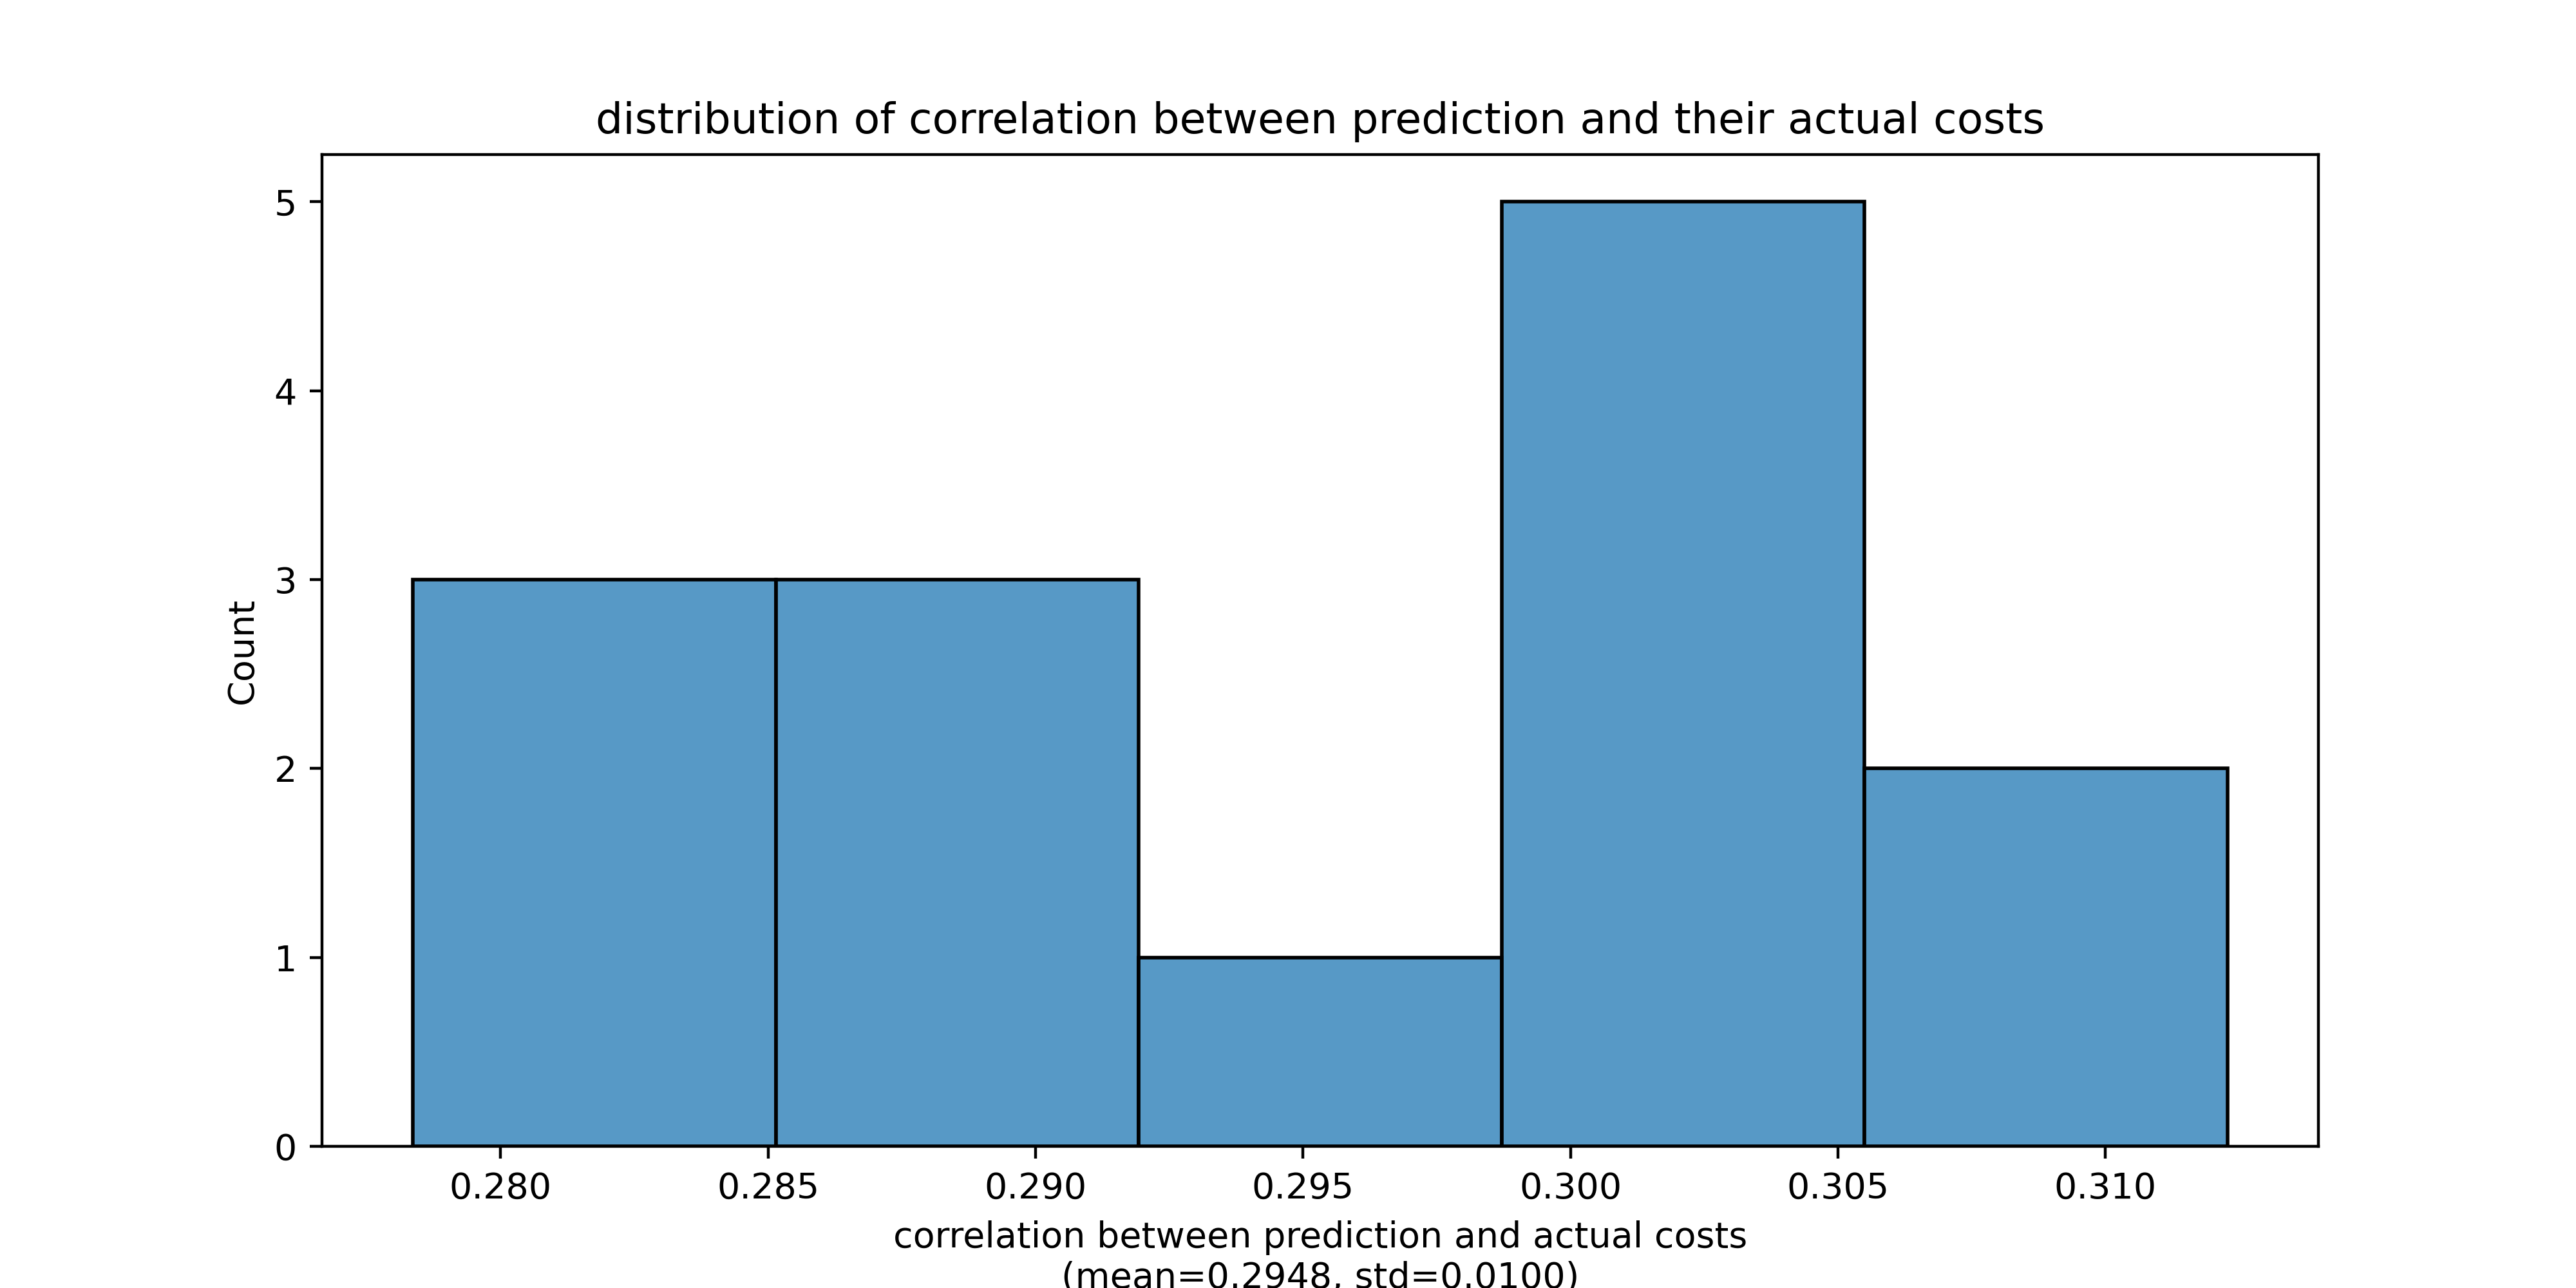 distribution of correlation between prediction and their actual costs
5
4
3
2
1
0
Count
0.280 0.285 0.290 0.295 0.300 0.305 0.310
correlation between prediction and actual costs
(mean=0.2948, std=0.0100)